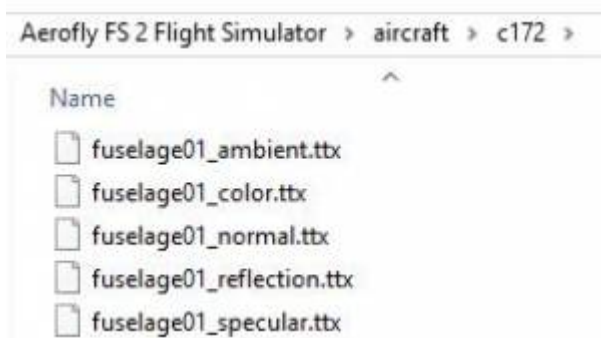 Aerofly FS 2 Flight Simulator > aircraft > c172 >
Name
fuselage01_ambient.ttx
fuselage01_color.ttx
fuselage01_normal.ttx
fuselage01_reflection.ttx
fuselage01_specular.ttx